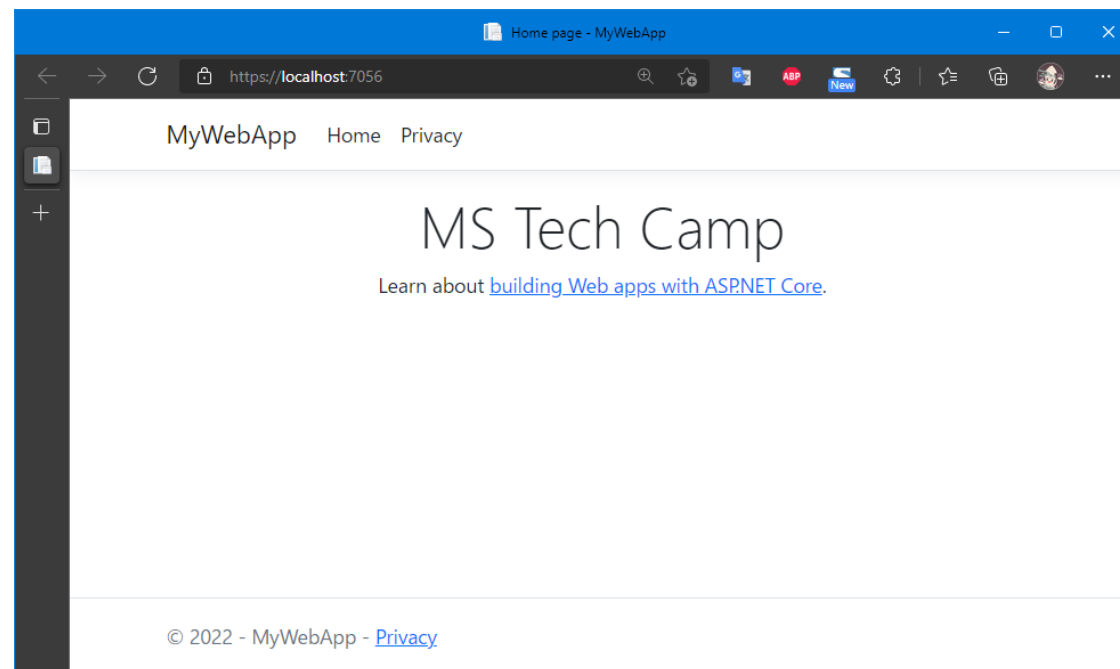 Home page - MyWebApp
https://localhost:7056
ABP
New
MyWebApp Home Privacy
MS Tech Camp
Learn about building Web apps with ASP.NET Core.
© 2022 - MyWebApp - Privacy